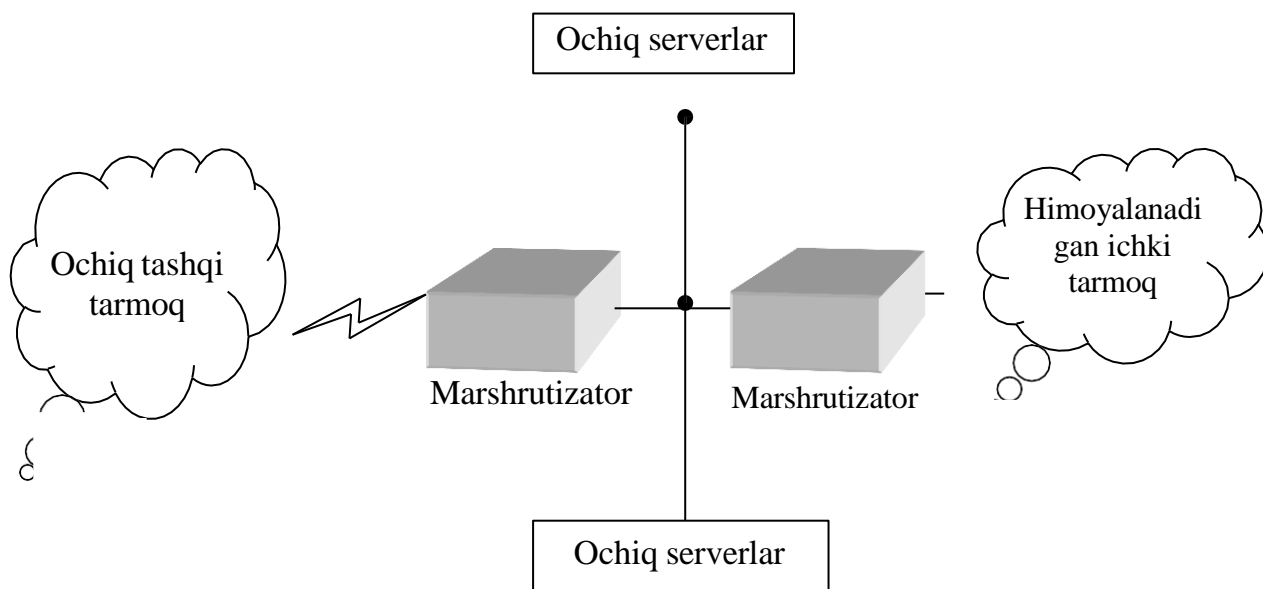 Ochiq serverlar
Ochiq tashqi
tarmoq
Himoyalanadi
gan ichki
tarmoq
Marshrutizator
Marshrutizator
Ochiq serverlar